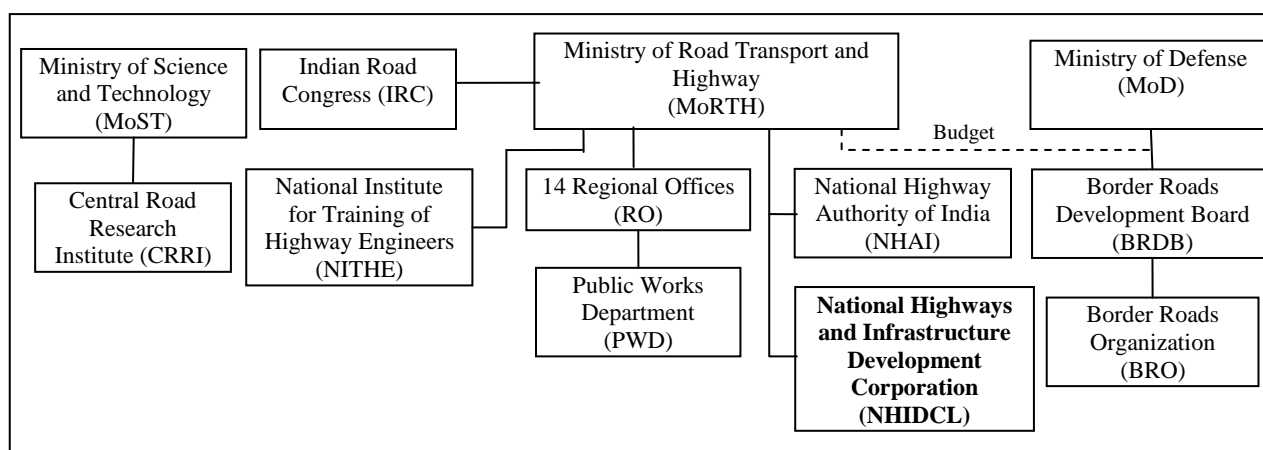 Ministry of Science
and Technology
(MoST)
Indian Road
Congress (IRC)
Ministry of Road Transport and
Highway
(MoRTH)
Ministry of Defense
(MoD)
Budget
Central Road
Research
Institute (CRRI)
National Institute
for Training of
Highway Engineers
(NITHE)
14 Regional Offices
(RO)
National Highway
Authority of India
(NHAI)
Border Roads
Development Board
(BRDB)
Public Works
Department
(PWD)
National Highways
and Infrastructure
Development
Corporation
(NHIDCL)
Border Roads
Organization
(BRO)